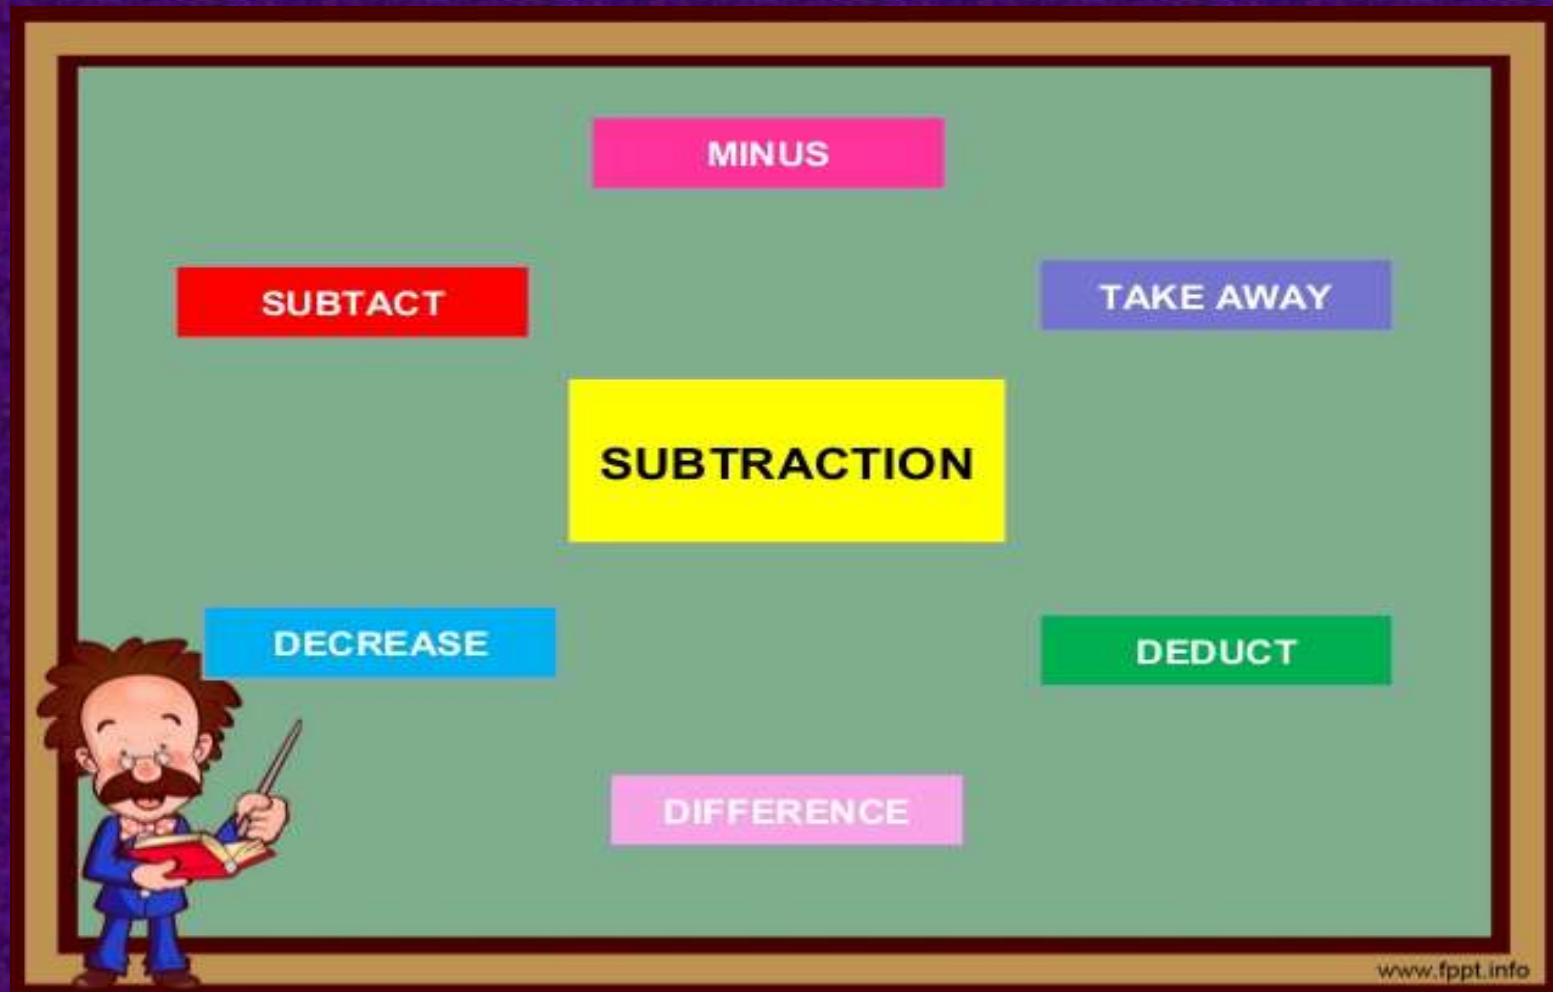 MINUS
SUBTACT
TAKE AWAY
SUBTRACTION
DECREASE
DEDUCT
DIFFERENCE
www.fppt.info